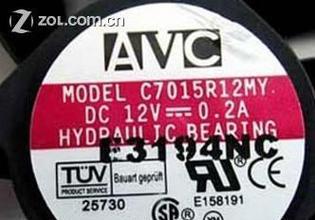 ZOL.COM.CN
AVC
MODEL C7015R12MY.
DC 12V 0.2A
HYDRAULIC BEARING
E3194NC
TÜV
PRODUCT SERVICE
Bauart geprüft
25730
E158191